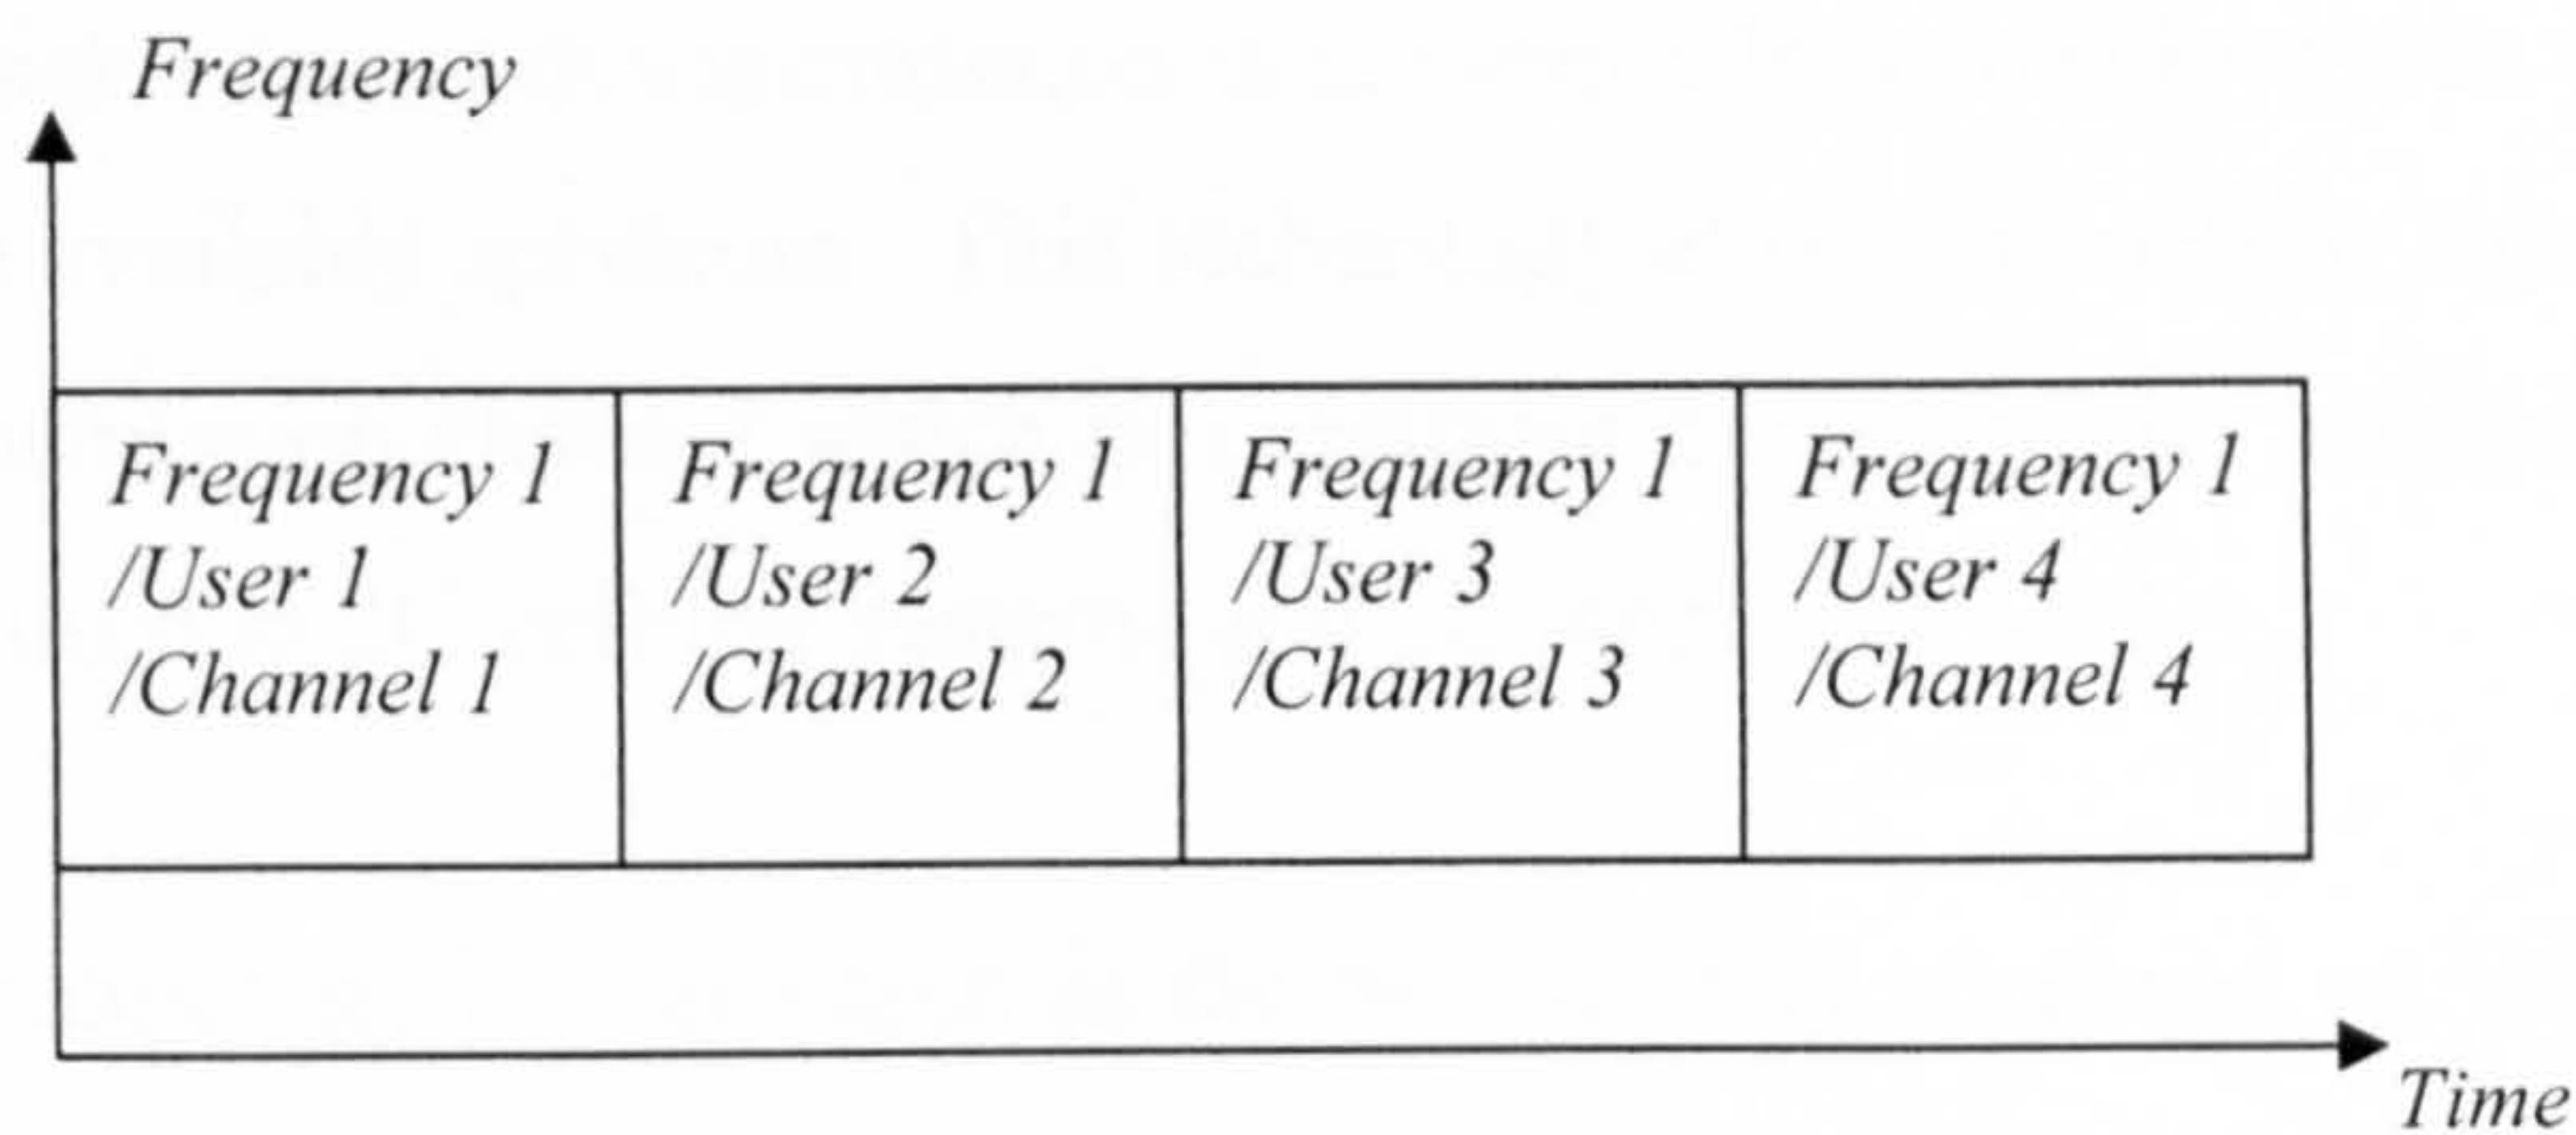 Frequency
Frequency 1
/User 1
/Channel 1
Frequency 1
/User 2
/Channel 2
Frequency 1
/User 3
/Channel 3
Frequency 1
/User 4
/Channel 4
Time